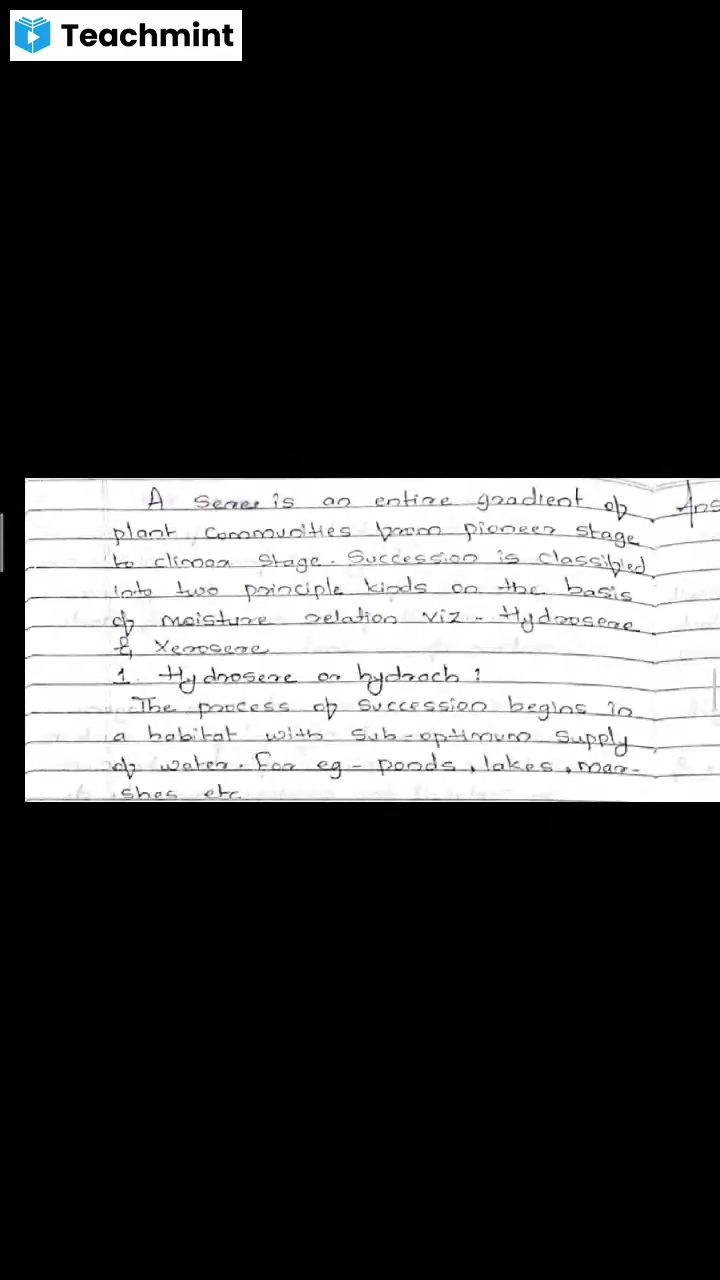 Teachmint
A sere is an entire gradient of
Ans
plant communities from pioneer stage
to climax stage. Succession is classified
into two principle kinds on the basis
of moisture relation viz - Hydrosere
& Xerosere
1. Hydrosere or hydrach :
The process of succession begins in
a habitat with sub-optimum supply
of water. For eg - ponds, lakes, mar-
shes etc